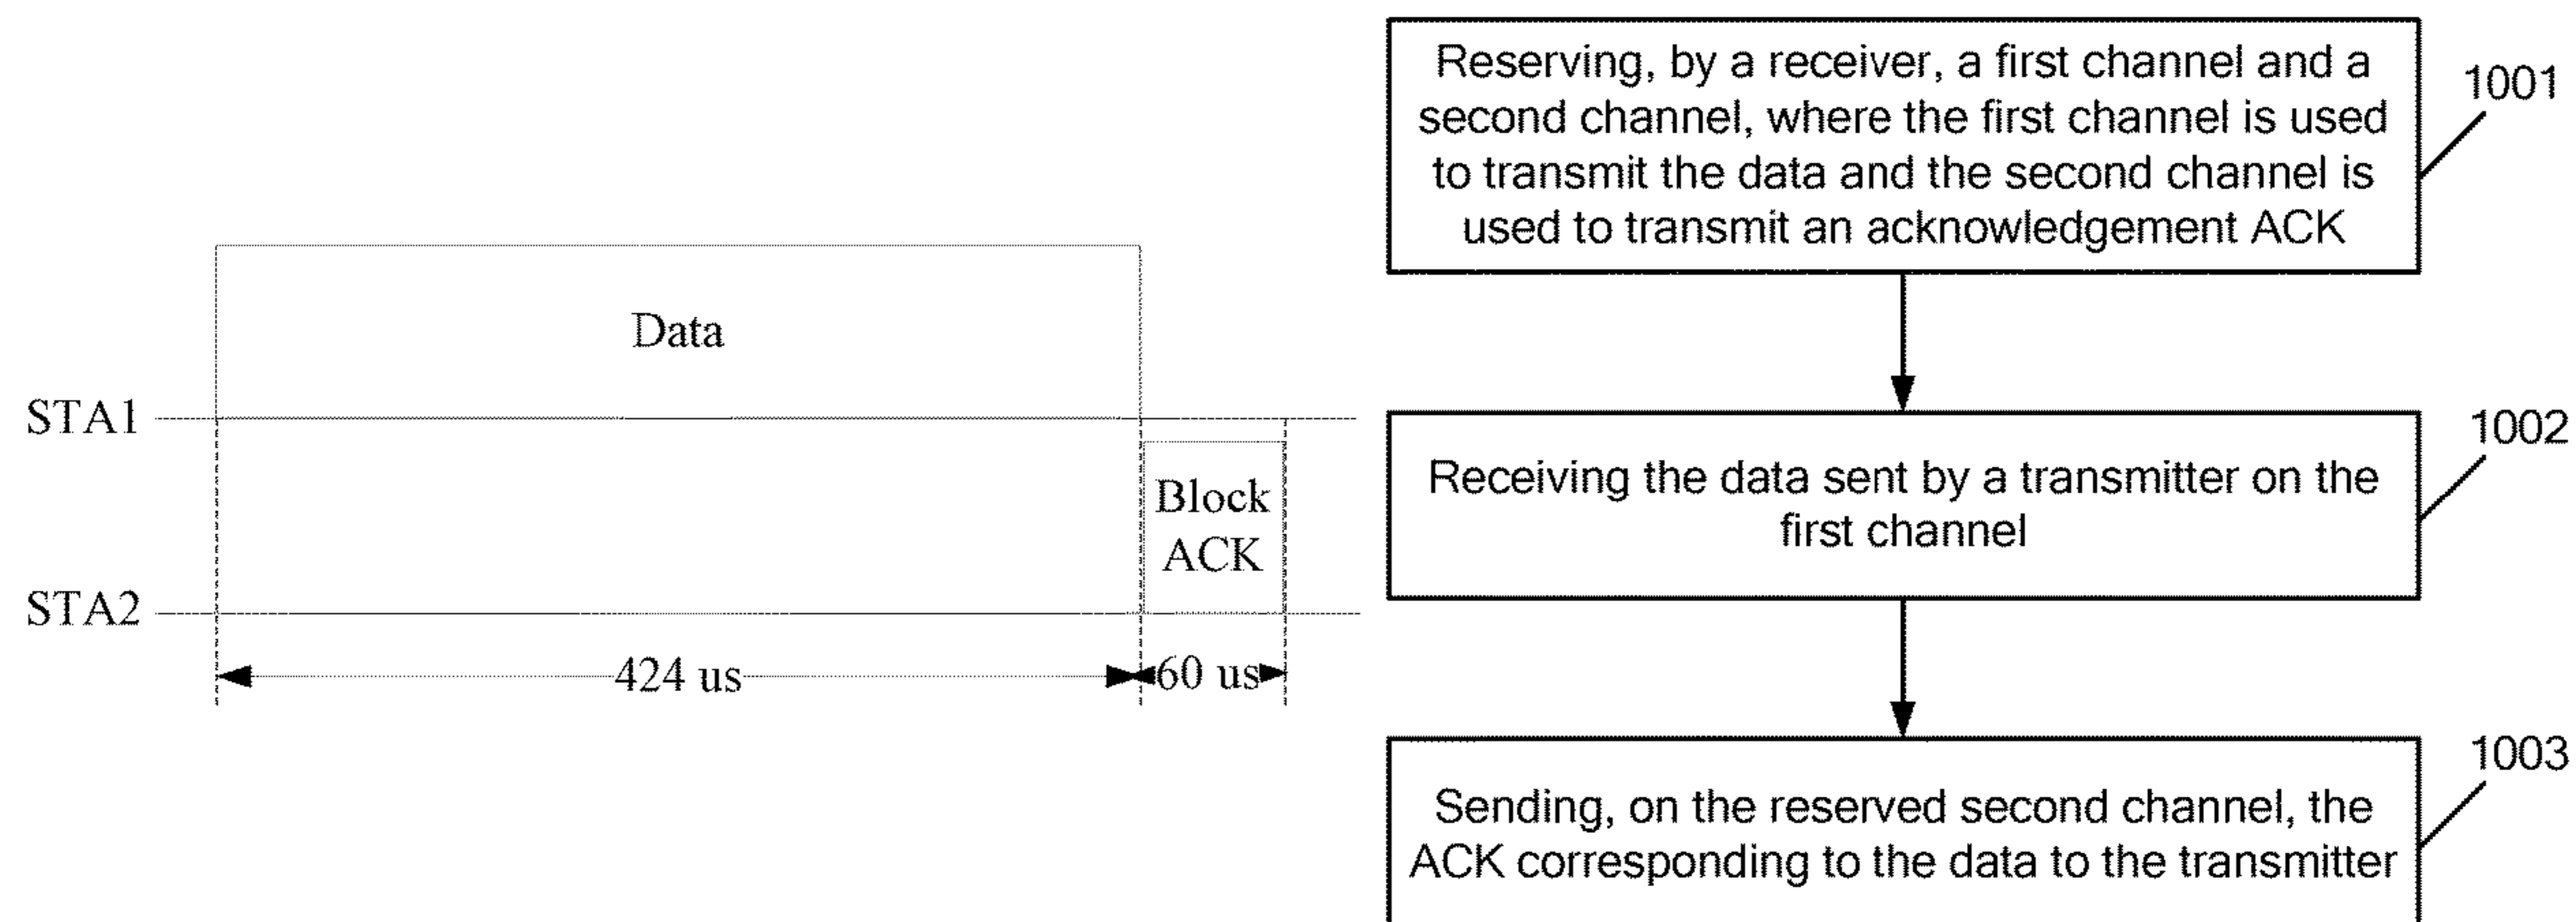 Data
STA1
Block
ACK
STA2
424 us
60 us
Reserving, by a receiver, a first channel and a
second channel, where the first channel is used
to transmit the data and the second channel is
used to transmit an acknowledgement ACK
1001
Receiving the data sent by a transmitter on the
first channel
1002
Sending, on the reserved second channel, the
ACK corresponding to the data to the transmitter
1003